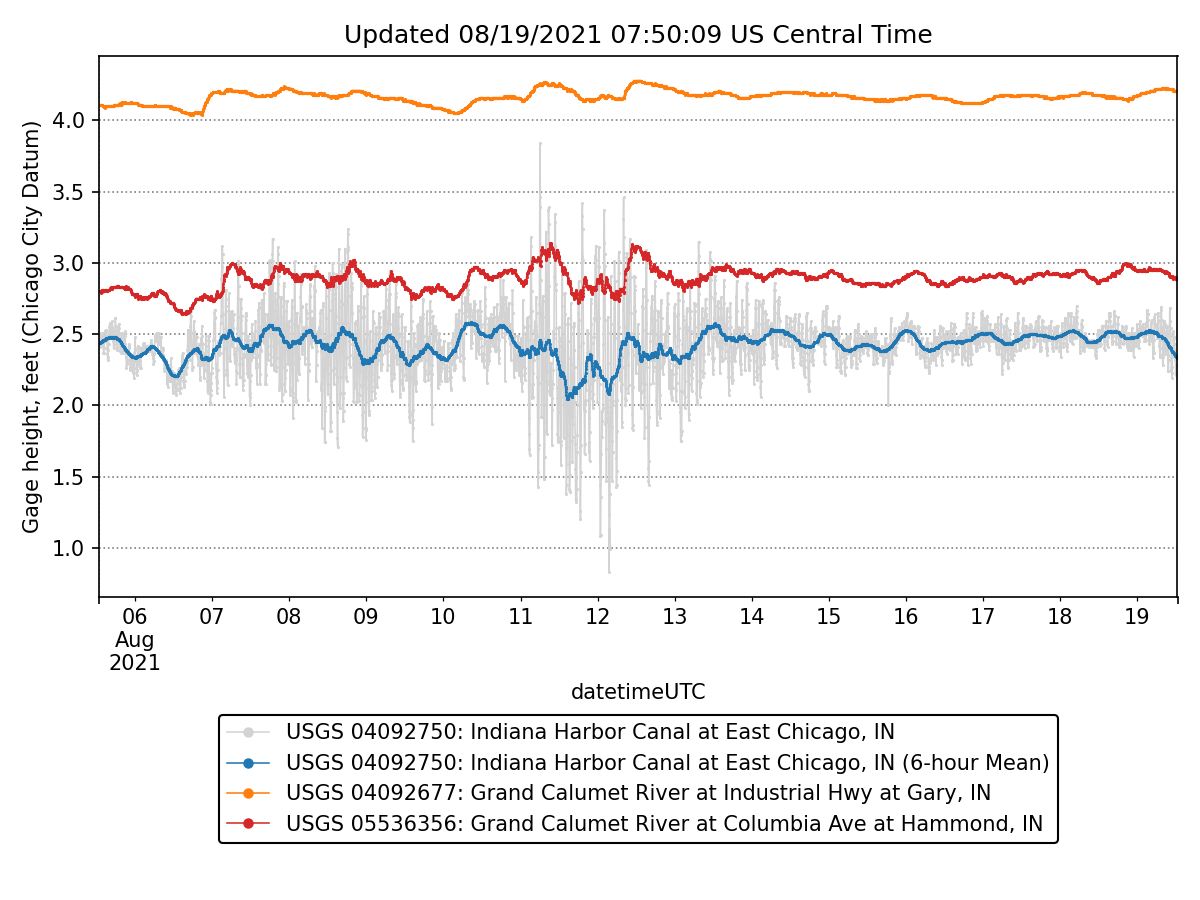 Updated 08/19/2021 07:50:09 US Central Time
Gage height, feet (Chicago City Datum)
4.0
3.5
3.0
2.5
2.0
1.5
1.0
06 07 08 09 10 11 12 13 14 15 16 17 18 19
Aug
2021
datetimeUTC
USGS 04092750: Indiana Harbor Canal at East Chicago, IN
USGS 04092750: Indiana Harbor Canal at East Chicago, IN (6-hour Mean)
USGS 04092677: Grand Calumet River at Industrial Hwy at Gary, IN
USGS 05536356: Grand Calumet River at Columbia Ave at Hammond, IN